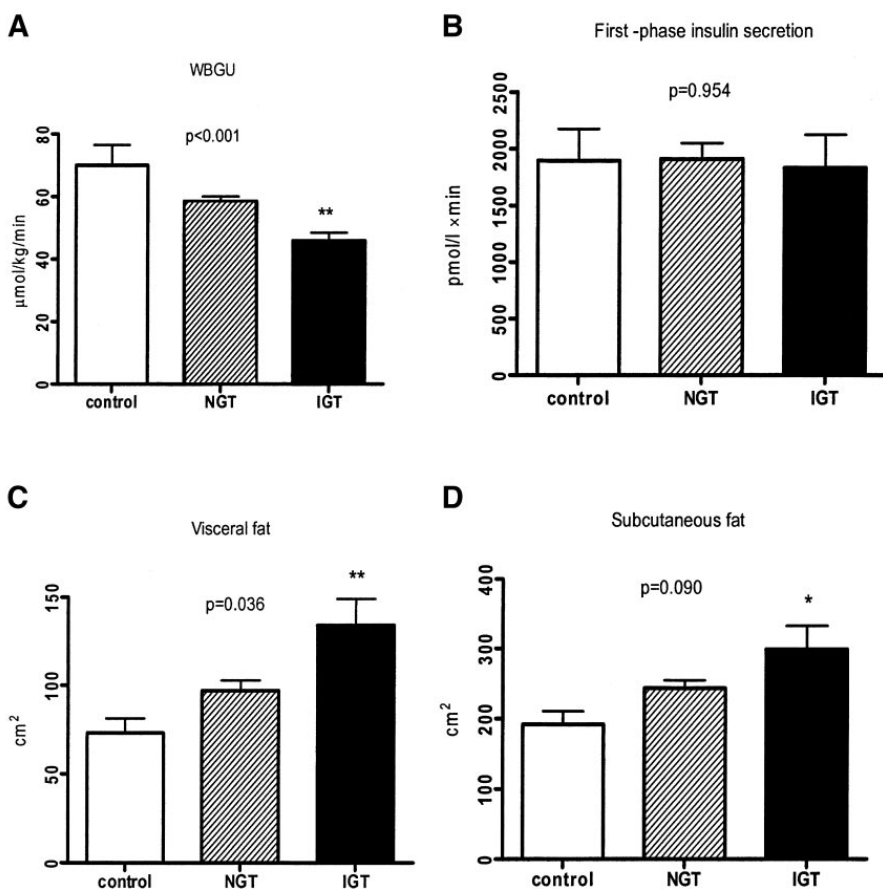 A
WBGU
p<0.001
**
µmol/kg/min
0 20 40 60 80
control NGT IGT
B
First -phase insulin secretion
p=0.954
pmol/l ×min
0 500 1000 1500 2000 2500
control NGT IGT
C
Visceral fat
p=0.036
**
cm²
0 50 100 150
control NGT IGT
D
Subcutaneous fat
p=0.090
*
cm²
0 100 200 300 400
control NGT IGT